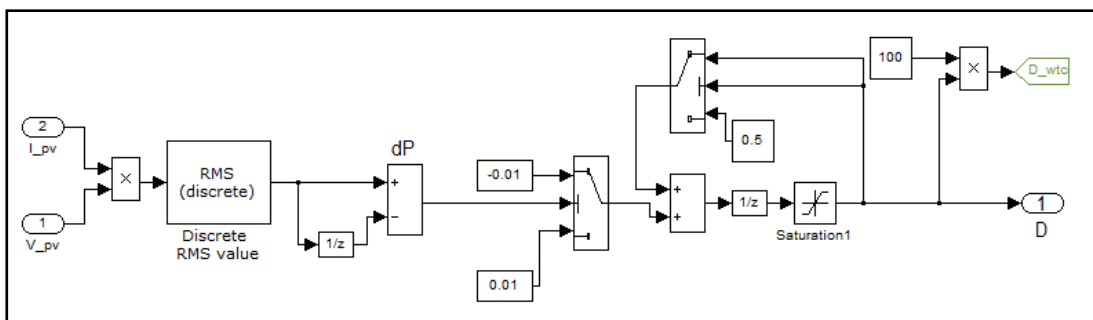 2
I_pv
1
V_pv
×
RMS
(discrete)
Discrete
RMS value
1/z
dP
+
−
-0.01
0.01
+
+
0.5
1/z
Saturation1
100
×
D_wtc
1
D